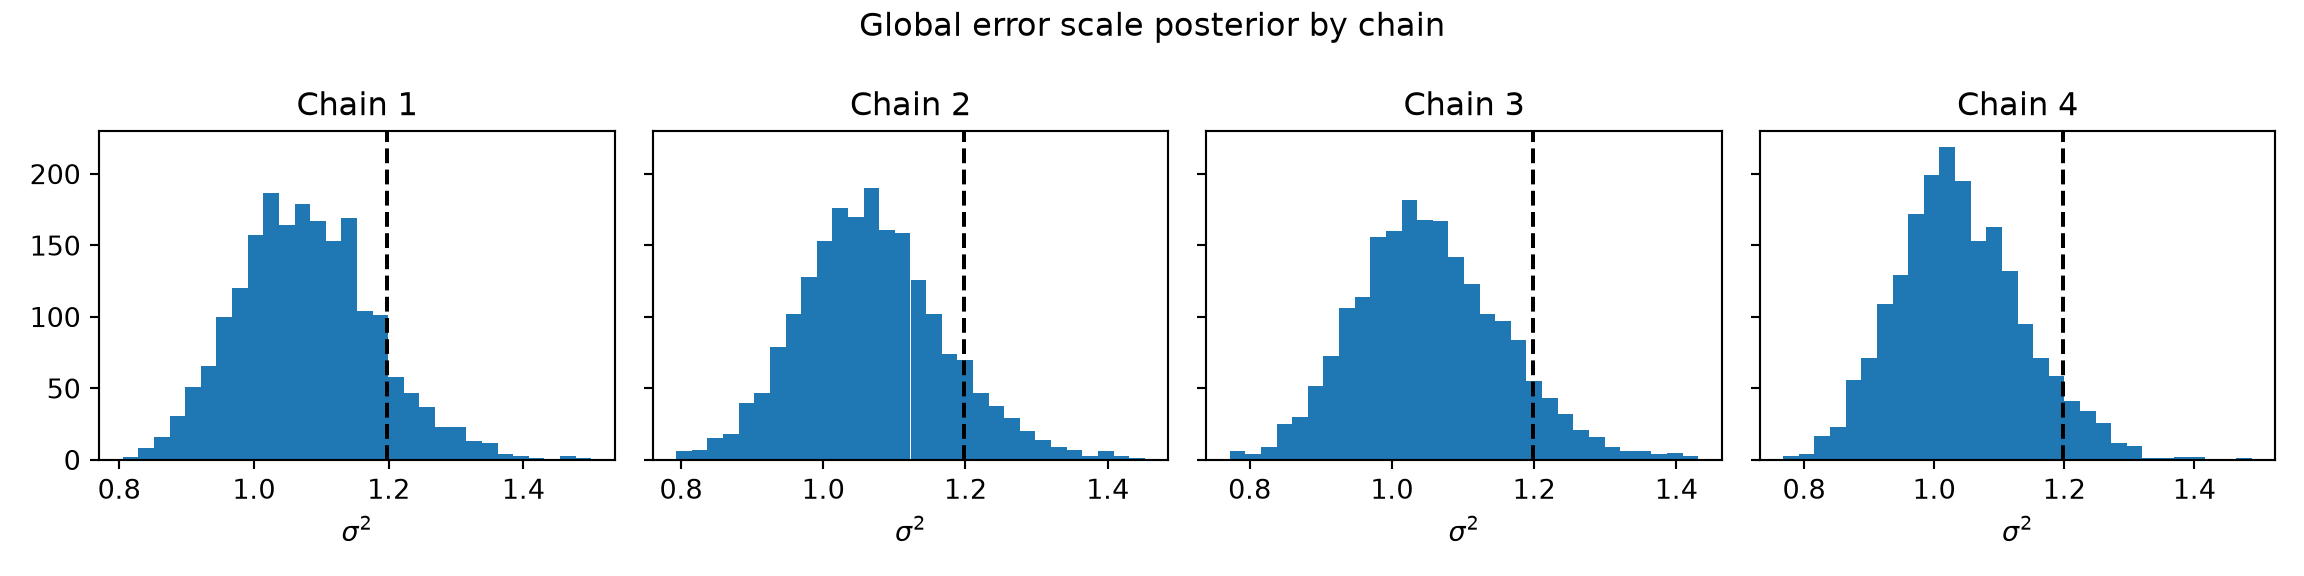 Global error scale posterior by chain
Chain 1 Chain 2 Chain 3 Chain 4
200
150
100
50
0
0.8 1.0 1.2 1.4 0.8 1.0 1.2 1.4 0.8 1.0 1.2 1.4 0.8 1.0 1.2 1.4
σ² σ² σ² σ²